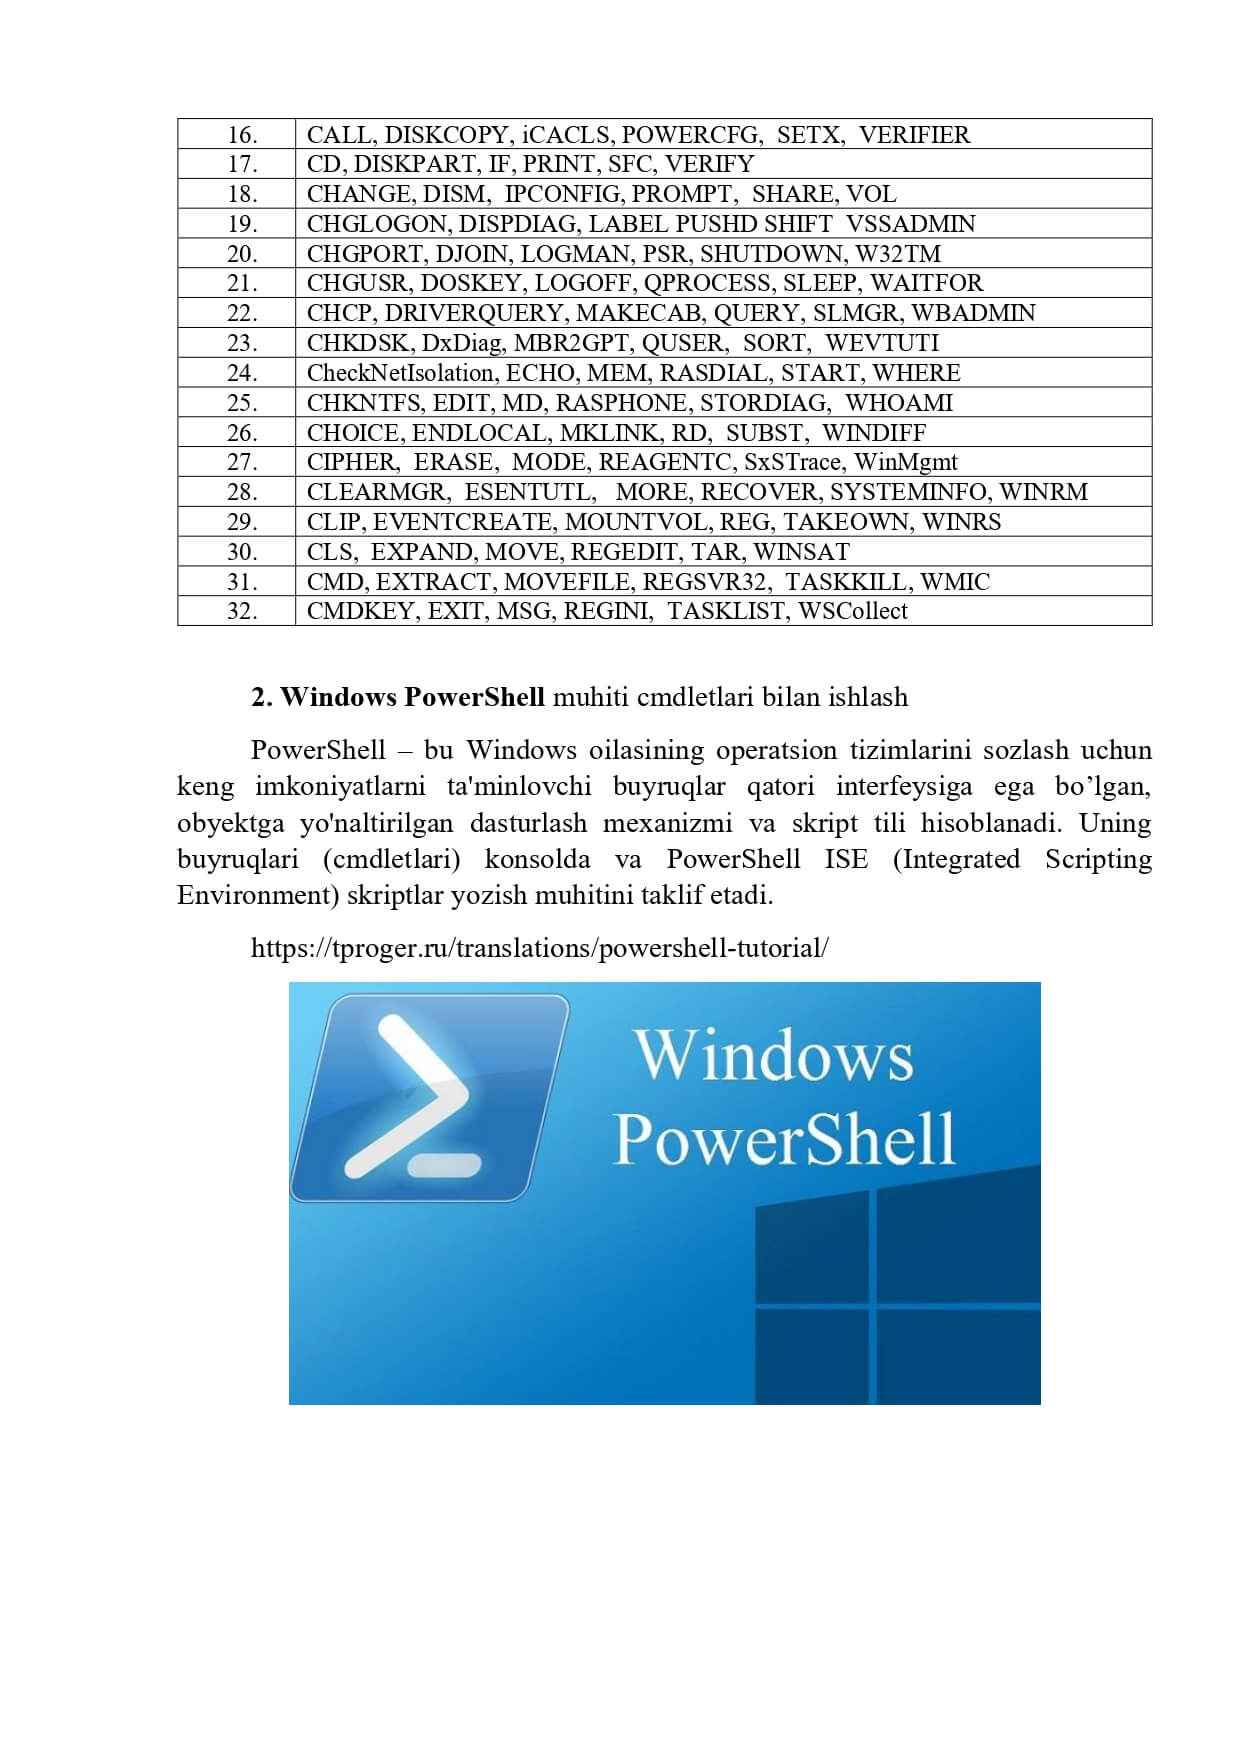 16. CALL, DISKCOPY, iCACLS, POWERCFG, SETX, VERIFIER
17. CD, DISKPART, IF, PRINT, SFC, VERIFY
18. CHANGE, DISM, IPCONFIG, PROMPT, SHARE, VOL
19. CHGLOGON, DISPDIAG, LABEL PUSHD SHIFT VSSADMIN
20. CHGPORT, DJOIN, LOGMAN, PSR, SHUTDOWN, W32TM
21. CHGUSR, DOSKEY, LOGOFF, QPROCESS, SLEEP, WAITFOR
22. CHCP, DRIVERQUERY, MAKECAB, QUERY, SLMGR, WBADMIN
23. CHKDSK, DxDiag, MBR2GPT, QUSER, SORT, WEVTUTI
24. CheckNetIsolation, ECHO, MEM, RASDIAL, START, WHERE
25. CHKNTFS, EDIT, MD, RASPHONE, STORDIAG, WHOAMI
26. CHOICE, ENDLOCAL, MKLINK, RD, SUBST, WINDIFF
27. CIPHER, ERASE, MODE, REAGENTC, SxSTrace, WinMgmt
28. CLEARMGR, ESENTUTL, MORE, RECOVER, SYSTEMINFO, WINRM
29. CLIP, EVENTCREATE, MOUNTVOL, REG, TAKEOWN, WINRS
30. CLS, EXPAND, MOVE, REGEDIT, TAR, WINSAT
31. CMD, EXTRACT, MOVEFILE, REGSVR32, TASKKILL, WMIC
32. CMDKEY, EXIT, MSG, REGINI, TASKLIST, WSCollect
2. Windows PowerShell muhiti cmdletlari bilan ishlash
PowerShell – bu Windows oilasining operatsion tizimlarini sozlash uchun
keng imkoniyatlarni ta'minlovchi buyruqlar qatori interfeysiga ega bo’lgan,
obyektga yo'naltirilgan dasturlash mexanizmi va skript tili hisoblanadi. Uning
buyruqlari (cmdletlari) konsolda va PowerShell ISE (Integrated Scripting
Environment) skriptlar yozish muhitini taklif etadi.
https://tproger.ru/translations/powershell-tutorial/
Windows
PowerShell